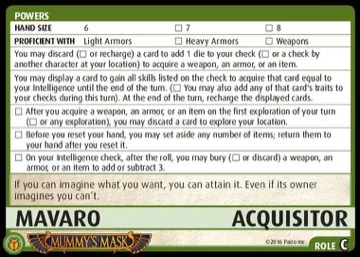 POWERS
HAND SIZE 6 □ 7 □ 8
PROFICIENT WITH Light Armors □ Heavy Armors □ Weapons
You may discard (□ or recharge) a card to add 1 die to your check (□ or a check by
another character at your location) to acquire a weapon, an armor, or an item.
You may display a card to gain all skills listed on the check to acquire that card equal to
your Intelligence until the end of the turn. (□ You may also add any of that card's traits to
your checks during this turn). At the end of the turn, recharge the displayed cards.
□ After you acquire a weapon, an armor, or an item on the first exploration of your turn
(□ or any exploration), you may discard a card to explore your location.
□ Before you reset your hand, you may set aside any number of items; return them to
your hand after you reset it.
□ On your Intelligence check, after the roll, you may bury (□ or discard) a weapon, an
armor, or an item to add or subtract 3.
If you can imagine what you want, you can attain it. Even if its owner
imagines you can't.
MAVARO ACQUISITOR
MUMMY'S MASK ©2016 Paizo Inc. ROLE C